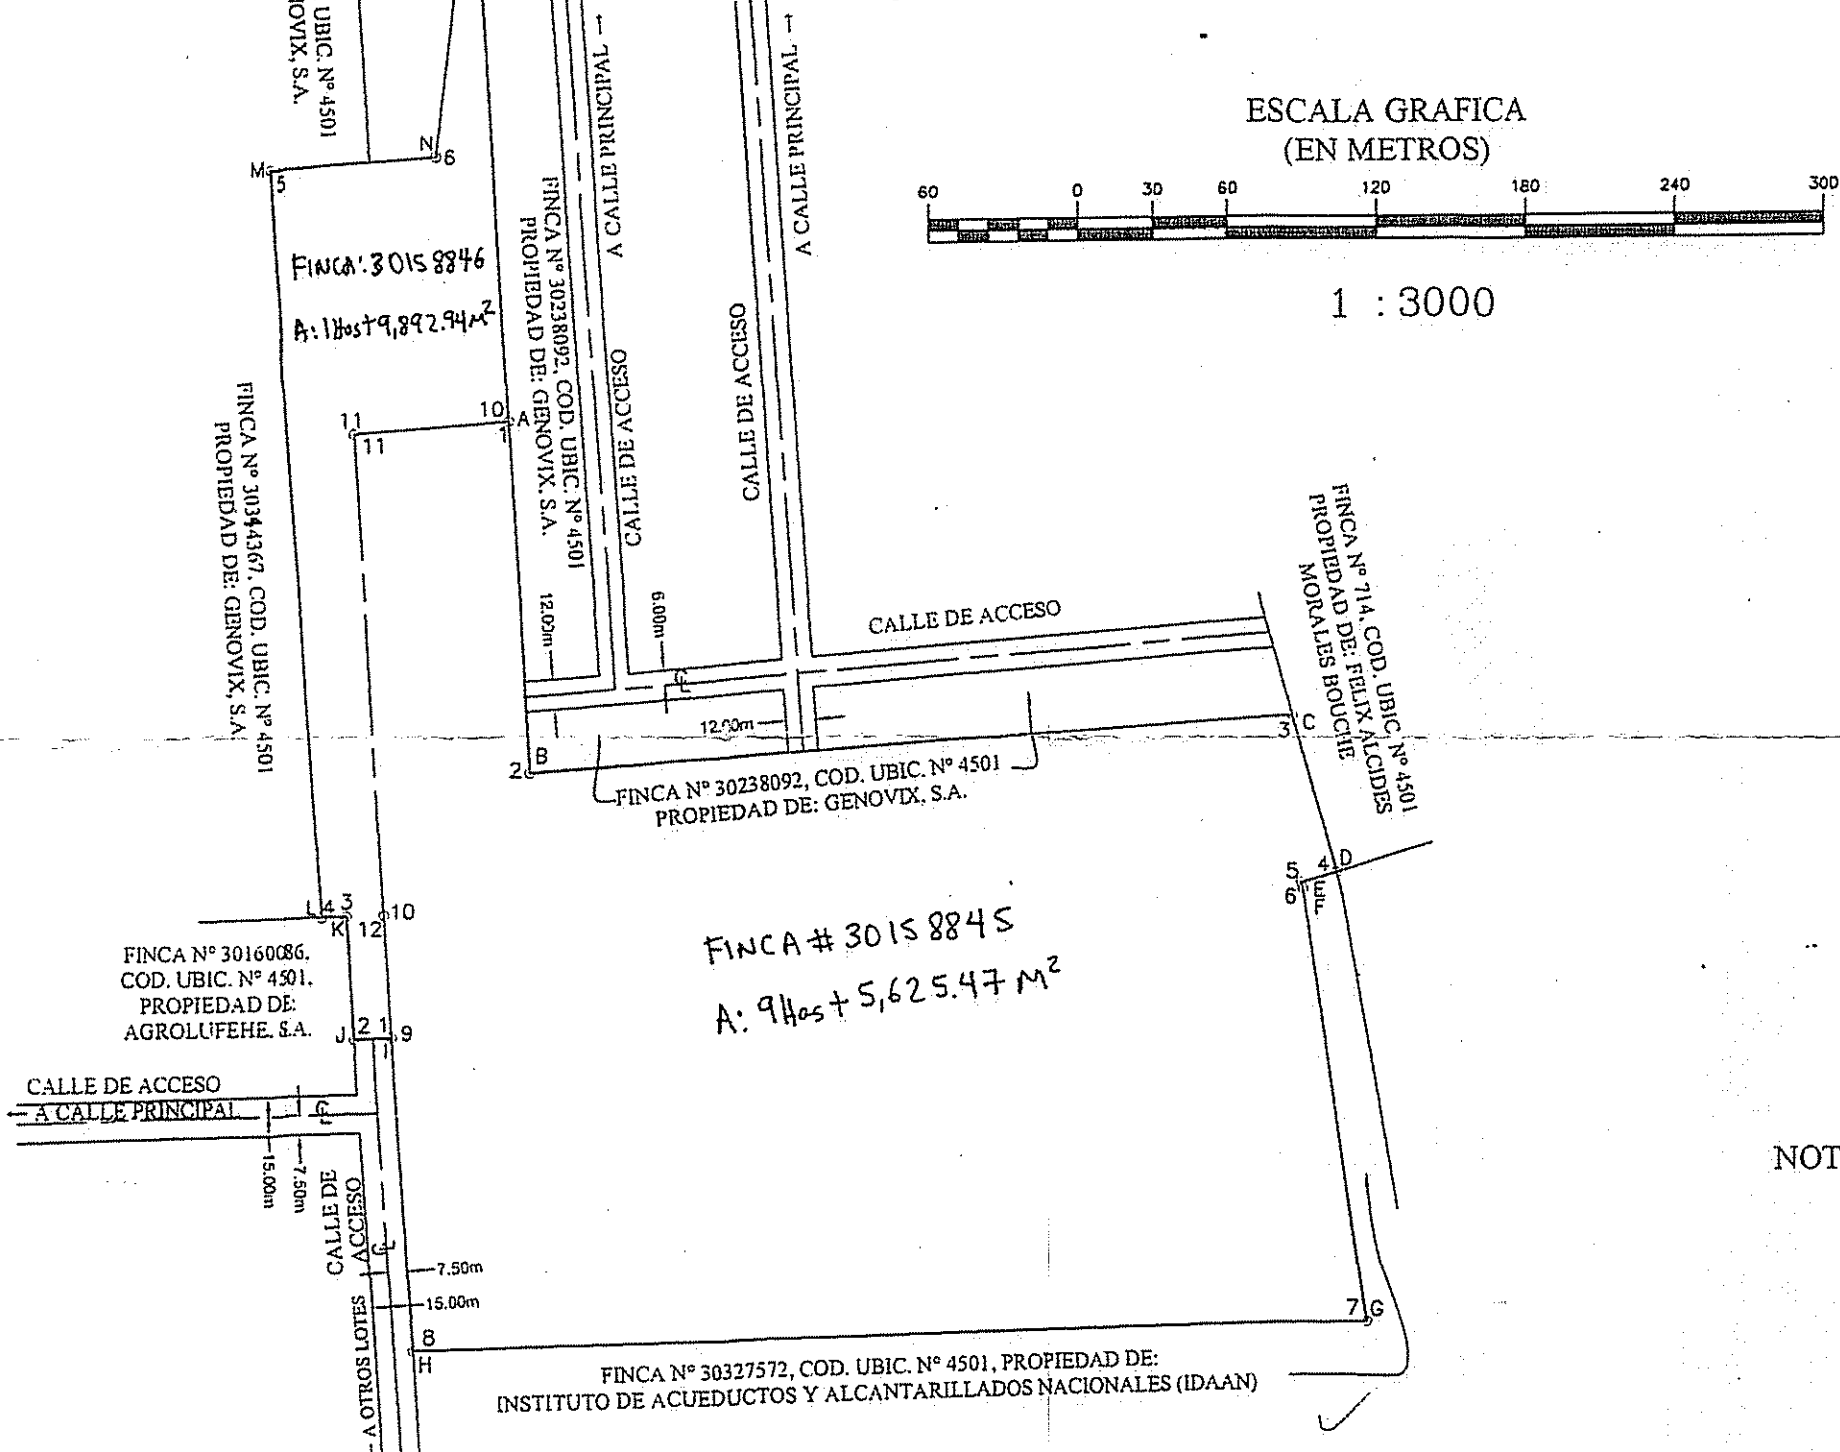 UBIC. Nº 4501
NOVIX, S.A.
A CALLE PRINCIPAL
A CALLE PRINCIPAL
ESCALA GRAFICA
(EN METROS)
60 0 30 60 120 180 240 300
1 : 3000
M
5
N
6
FINCA: 30158846
A: 1Has+9,892.94M²
FINCA Nº 30238092, COD. UBIC. Nº 4501
PROPIEDAD DE: GENOVIX, S.A.
CALLE DE ACCESO
CALLE DE ACCESO
11
11
10
A
1
FINCA Nº 30344367, COD. UBIC. Nº 4501
PROPIEDAD DE: GENOVIX, S.A.
FINCA Nº 714, COD. UBIC. Nº 4501
PROPIEDAD DE: FELIX ALCIDES
MORALES BOUCHE
12.00m
6.00m
CALLE DE ACCESO
CL
12.00m
3
C
B
2
FINCA Nº 30238092, COD. UBIC. Nº 4501
PROPIEDAD DE: GENOVIX, S.A.
5
4
D
6
E
F
L
4
3
K
12
10
FINCA # 30158845
A: 9Has+ 5,625.47 M²
FINCA Nº 30160086,
COD. UBIC. Nº 4501,
PROPIEDAD DE:
AGROLUFEHE, S.A.
J
2
1
9
CALLE DE ACCESO
A CALLE PRINCIPAL
CL
15.00m
7.50m
CALLE DE
ACCESO
CL
7.50m
15.00m
NOT
A OTROS LOTES
8
H
7
G
FINCA Nº 30327572, COD. UBIC. Nº 4501, PROPIEDAD DE:
INSTITUTO DE ACUEDUCTOS Y ALCANTARILLADOS NACIONALES (IDAAN)